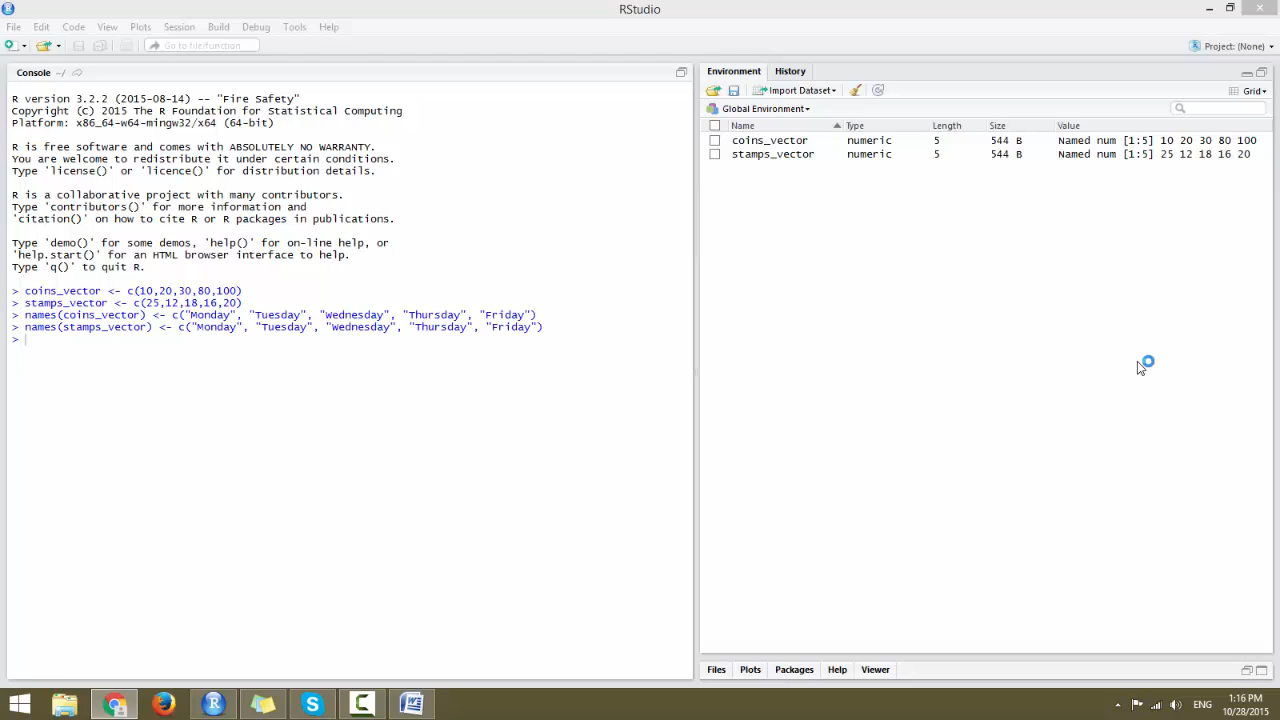 RStudio
File Edit Code View Plots Session Build Debug Tools Help
Go to file/function
Project: (None)
Console ~/
R version 3.2.2 (2015-08-14) -- "Fire Safety"
Copyright (C) 2015 The R Foundation for Statistical Computing
Platform: x86_64-w64-mingw32/x64 (64-bit)
R is free software and comes with ABSOLUTELY NO WARRANTY.
You are welcome to redistribute it under certain conditions.
Type 'license()' or 'licence()' for distribution details.
R is a collaborative project with many contributors.
Type 'contributors()' for more information and
'citation()' on how to cite R or R packages in publications.
Type 'demo()' for some demos, 'help()' for on-line help, or
'help.start()' for an HTML browser interface to help.
Type 'q()' to quit R.
> coins_vector <- c(10,20,30,80,100)
> stamps_vector <- c(25,12,18,16,20)
> names(coins_vector) <- c("Monday", "Tuesday", "Wednesday", "Thursday", "Friday")
> names(stamps_vector) <- c("Monday", "Tuesday", "Wednesday", "Thursday", "Friday")
>
Environment History
Import Dataset
Grid
Global Environment
Name Type Length Size Value
coins_vector numeric 5 544 B Named num [1:5] 10 20 30 80 100
stamps_vector numeric 5 544 B Named num [1:5] 25 12 18 16 20
Files Plots Packages Help Viewer
ENG
1:16 PM
10/28/2015